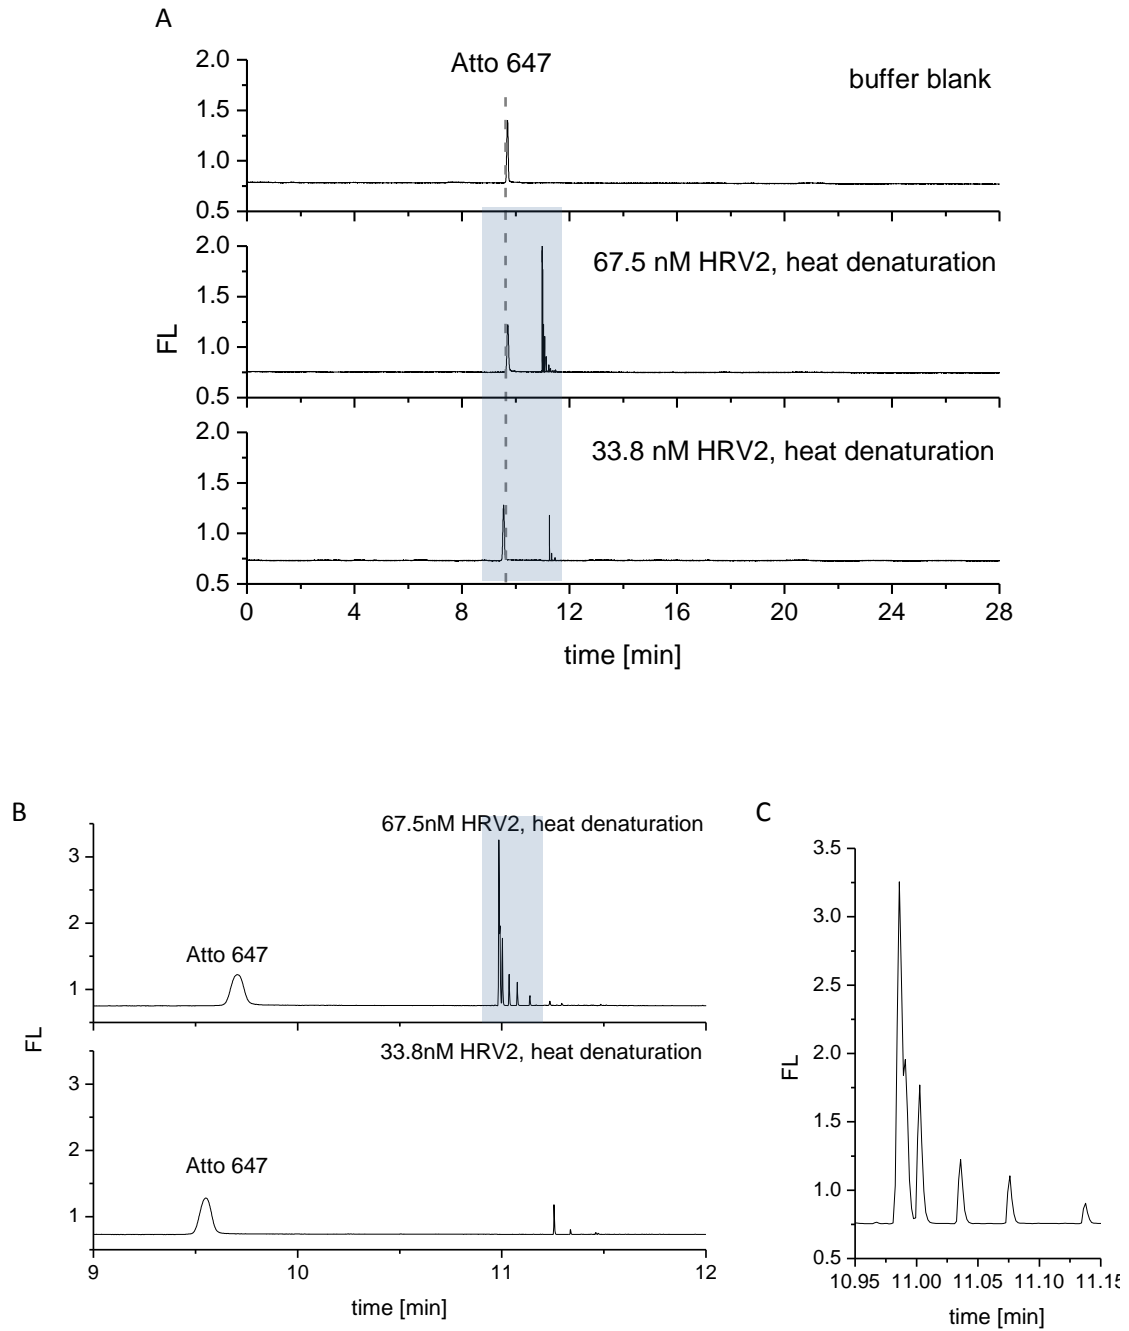 A
Atto 647
buffer blank
2.0
1.5
1.0
0.5
67.5 nM HRV2, heat denaturation
2.0
1.5
1.0
0.5
FL
33.8 nM HRV2, heat denaturation
2.0
1.5
1.0
0.5
0 4 8 12 16 20 24 28
time [min]
B
67.5nM HRV2, heat denaturation
3
2
1
Atto 647
FL
33.8nM HRV2, heat denaturation
3
2
1
Atto 647
9 10 11 12
time [min]
C
3.5
3.0
2.5
2.0
1.5
1.0
0.5
FL
10.95 11.00 11.05 11.10 11.15
time [min]